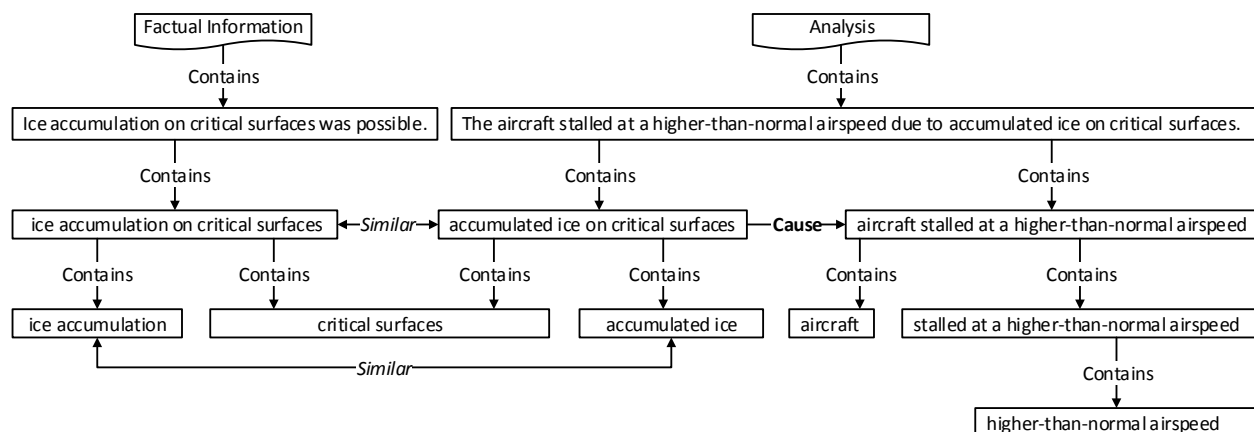 Factual Information
Analysis
Contains
Contains
Ice accumulation on critical surfaces was possible.
The aircraft stalled at a higher-than-normal airspeed due to accumulated ice on critical surfaces.
Contains
Contains
Contains
ice accumulation on critical surfaces
Similar
accumulated ice on critical surfaces
Cause
aircraft stalled at a higher-than-normal airspeed
Contains
Contains
Contains
Contains
Contains
Contains
ice accumulation
critical surfaces
accumulated ice
aircraft
stalled at a higher-than-normal airspeed
Similar
Contains
higher-than-normal airspeed